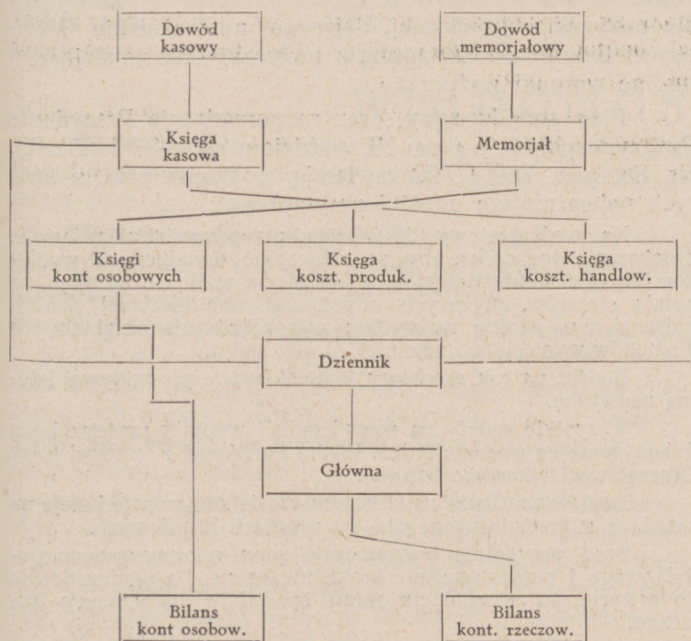 Dowód
kasowy
Dowód
memorjałowy
Księga
kasowa
Memorjał
Księgi
kont osobowych
Księga
koszt. produk.
Księga
koszt. handlow.
Dziennik
Główna
Bilans
kont osobow.
Bilans
kont. rzeczow.